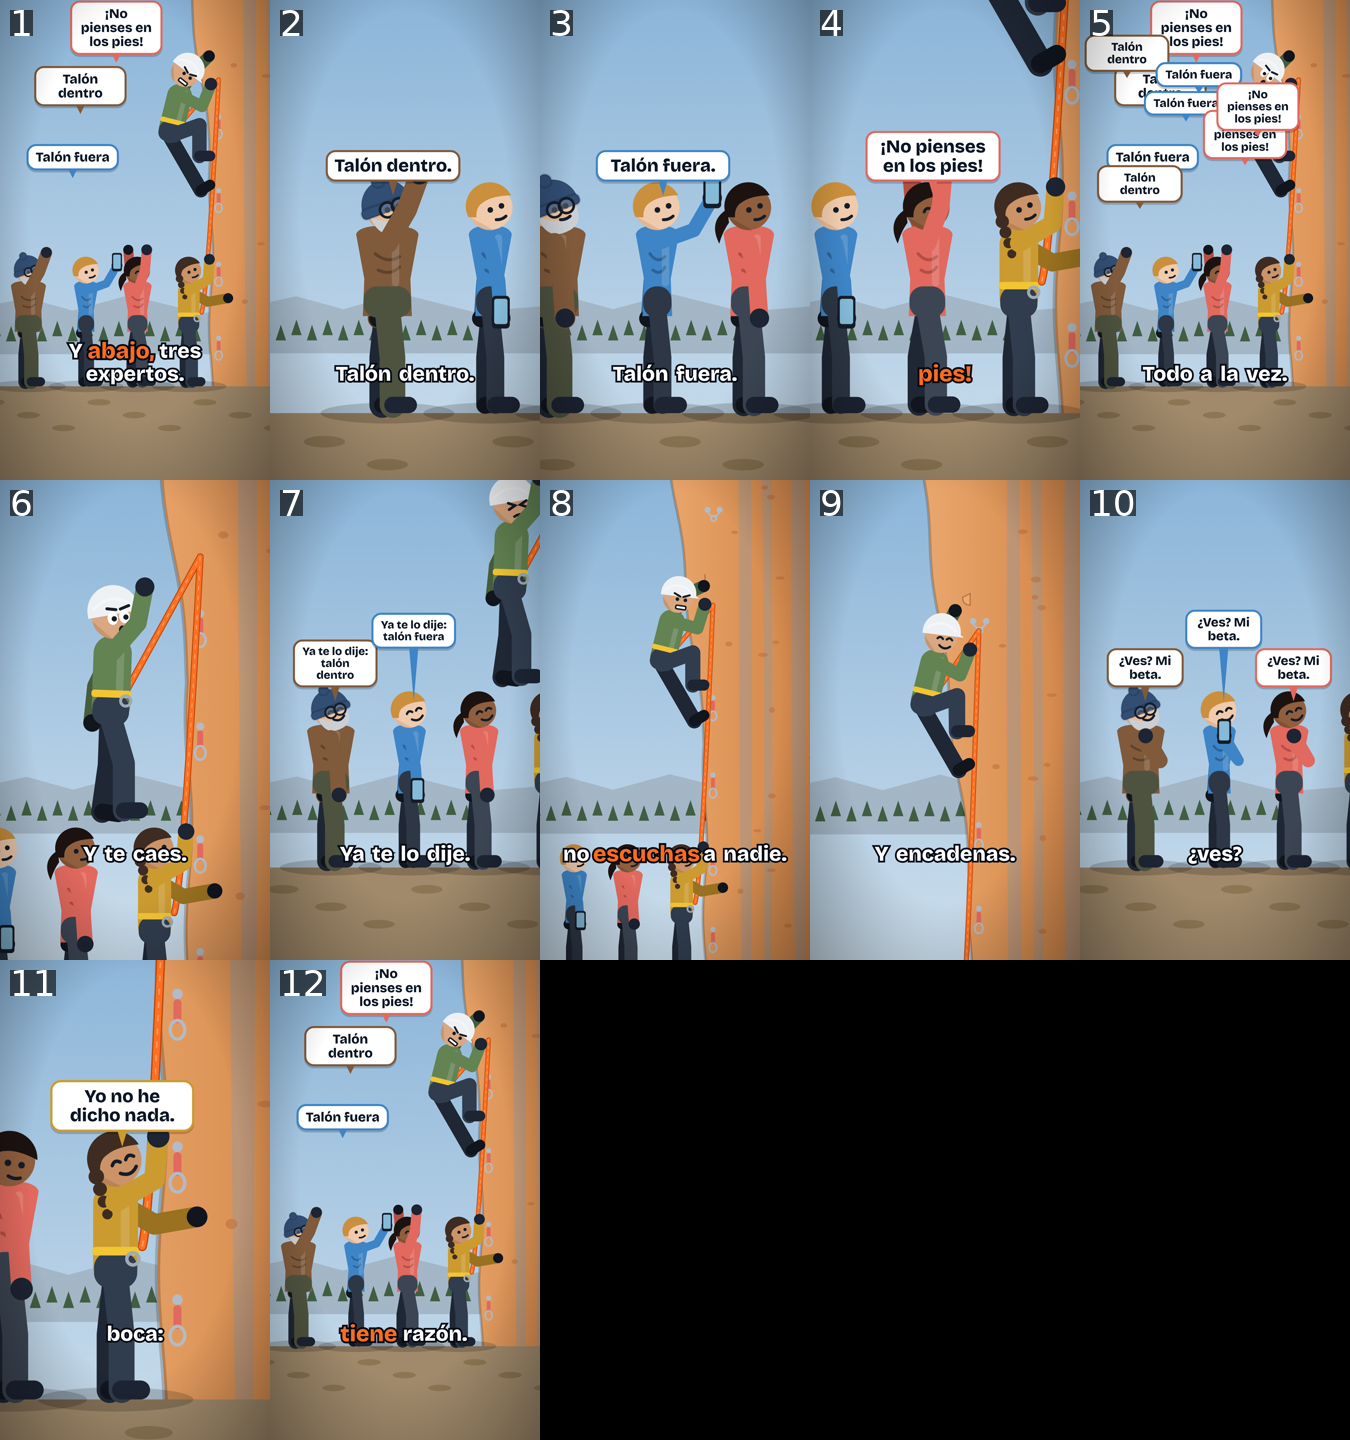 1
¡No
pienses en
los pies!
Talón
dentro
Talón fuera
Y abajo, tres
expertos.
2
Talón dentro.
Talón dentro.
3
Talón fuera.
Talón fuera.
4
¡No pienses
en los pies!
pies!
5
¡No
pienses en
los pies!
Talón
dentro
Talón fuera
Talón fuera
¡No
pienses en
los pies!
pienses en
los pies!
Talón fuera
Talón
dentro
Todo a la vez.
6
Y te caes.
7
Ya te lo dije:
talón fuera
Ya te lo dije:
talón
dentro
Ya te lo dije.
8
no escuchas a nadie.
9
Y encadenas.
10
¿Ves? Mi
beta.
¿Ves? Mi
beta.
¿Ves? Mi
beta.
¿ves?
11
Yo no he
dicho nada.
boca:
12
¡No
pienses en
los pies!
Talón
dentro
Talón fuera
tiene razón.